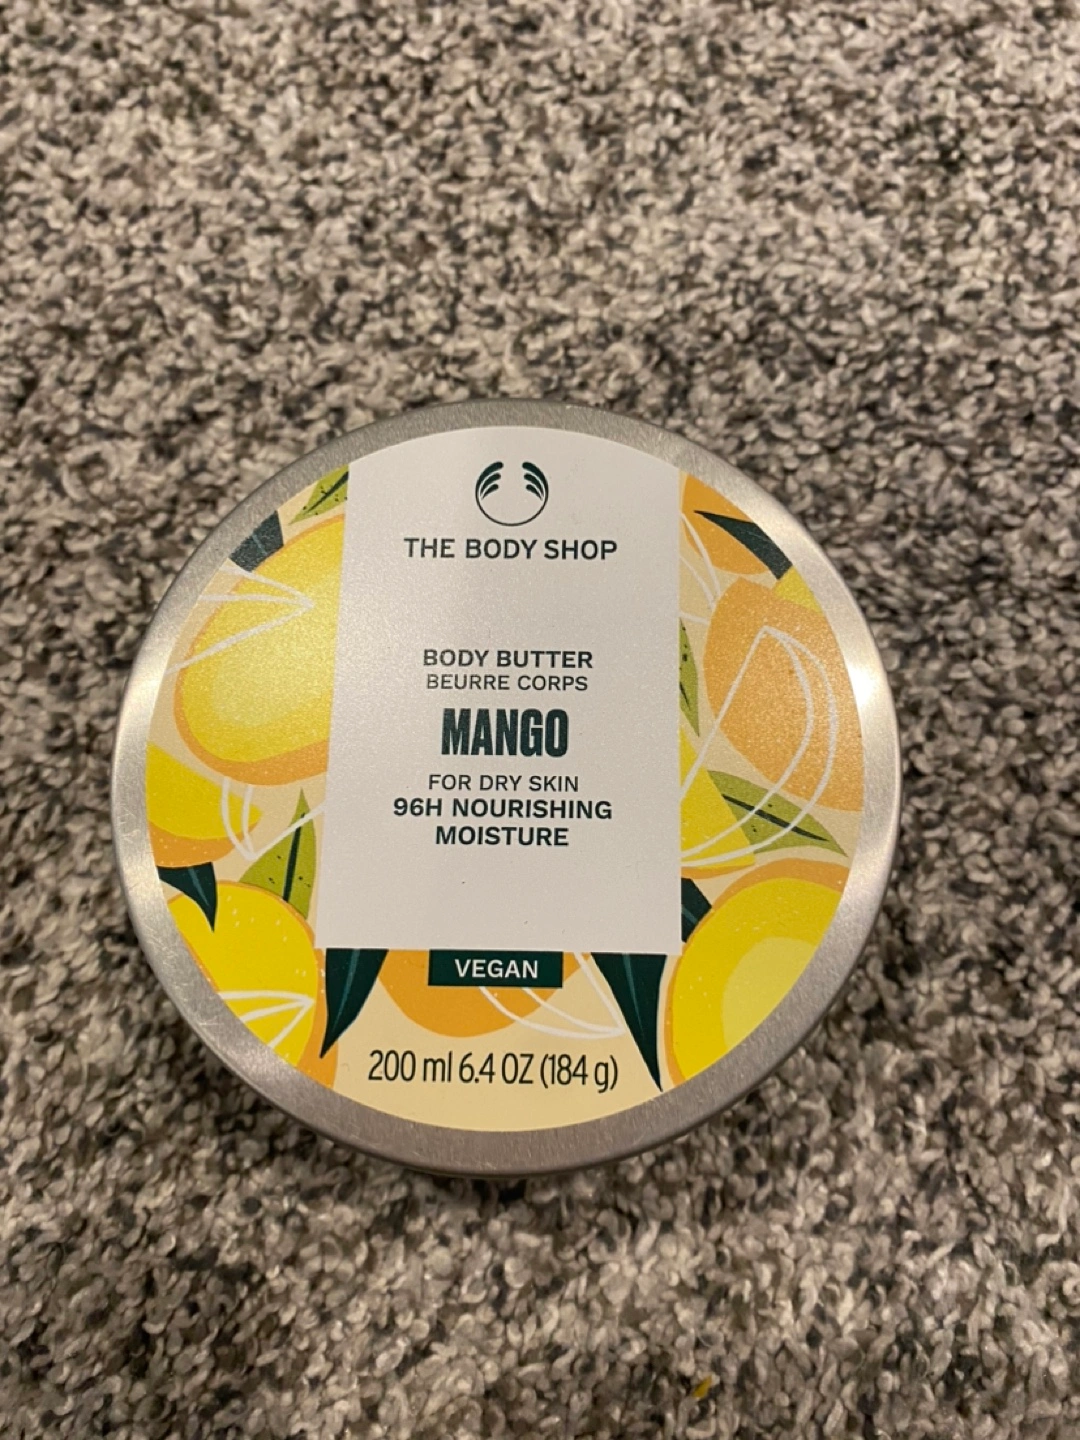 THE BODY SHOP
BODY BUTTER
BEURRE CORPS
MANGO
FOR DRY SKIN
96H NOURISHING
MOISTURE
VEGAN
200 ml 6.4 OZ (184 g)